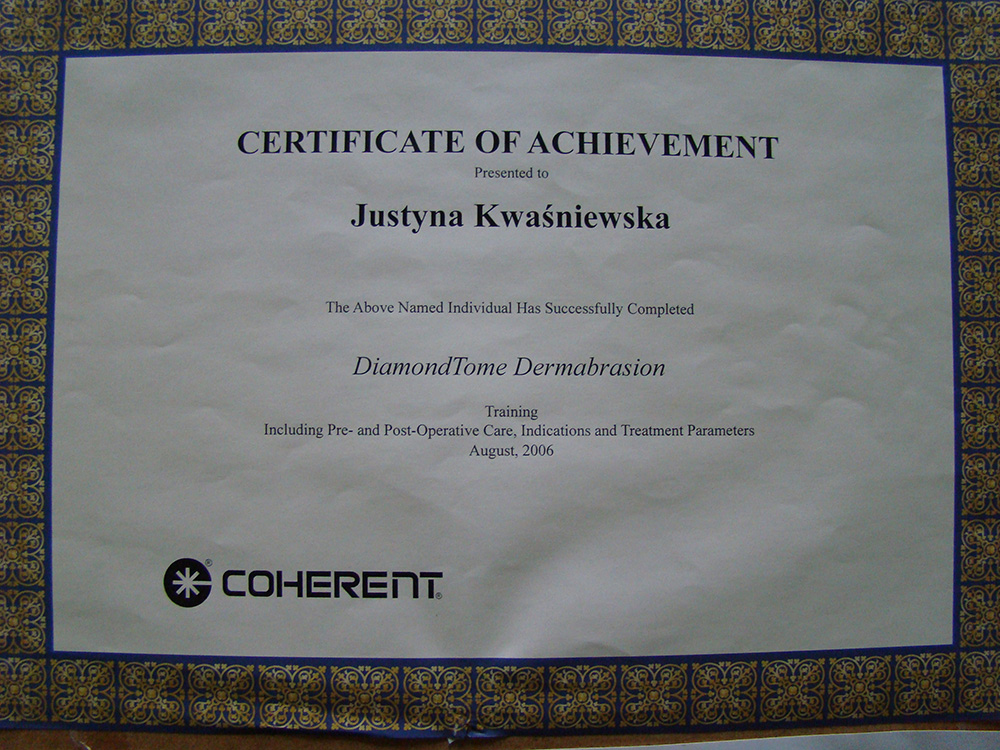 CERTIFICATE OF ACHIEVEMENT
Presented to
Justyna Kwaśniewska
The Above Named Individual Has Successfully Completed
DiamondTome Dermabrasion
Training
Including Pre- and Post-Operative Care, Indications and Treatment Parameters
August, 2006
® COHERENT®